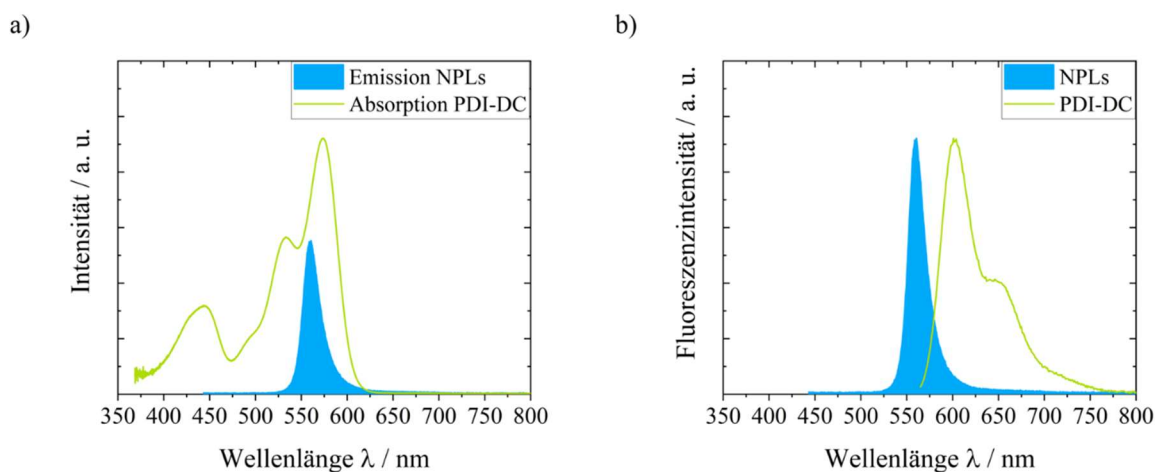 a)
Intensität / a. u.
Emission NPLs
Absorption PDI-DC
350 400 450 500 550 600 650 700 750 800
Wellenlänge λ / nm
b)
Fluoreszenzintensität / a. u.
NPLs
PDI-DC
350 400 450 500 550 600 650 700 750 800
Wellenlänge λ / nm